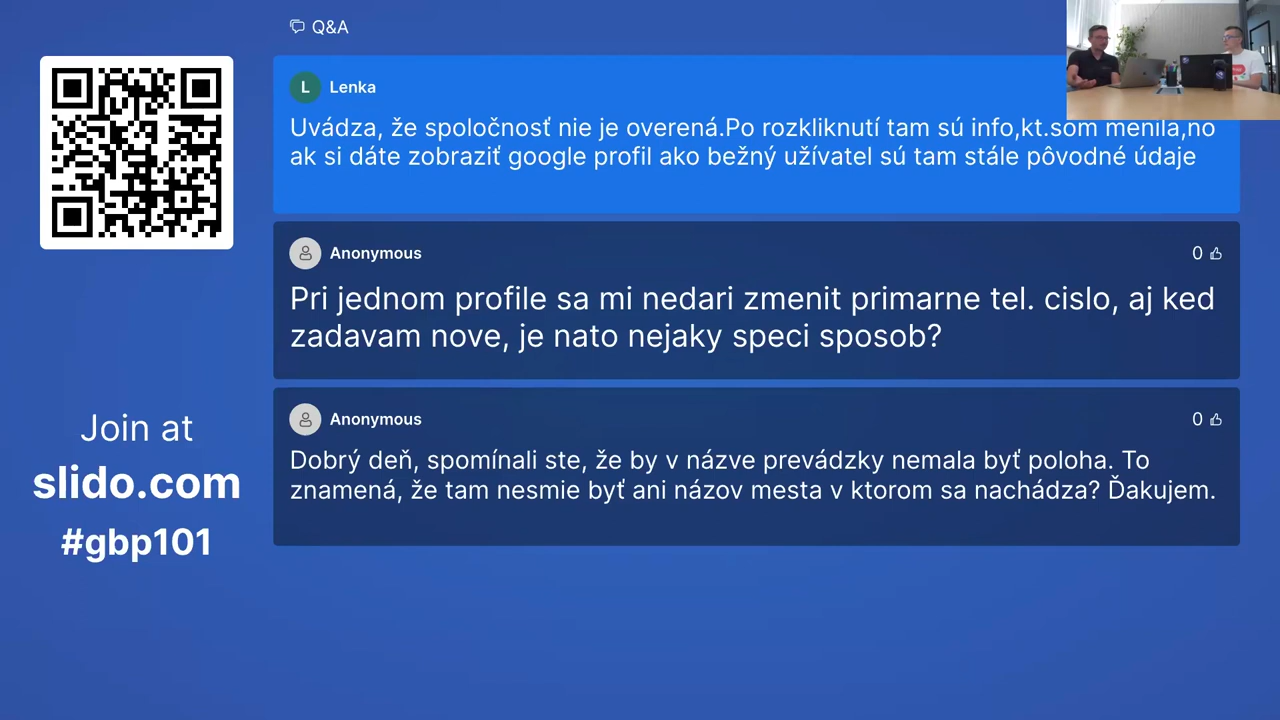 Q&A
L Lenka
Uvádza, že spoločnosť nie je overená.Po rozkliknutí tam sú info,kt.som menila,no
ak si dáte zobraziť google profil ako bežný užívatel sú tam stále pôvodné údaje
Anonymous 0
Pri jednom profile sa mi nedari zmenit primarne tel. cislo, aj ked
zadavam nove, je nato nejaky speci sposob?
Anonymous 0
Dobrý deň, spomínali ste, že by v názve prevádzky nemala byť poloha. To
znamená, že tam nesmie byť ani názov mesta v ktorom sa nachádza? Ďakujem.
Join at
slido.com
#gbp101